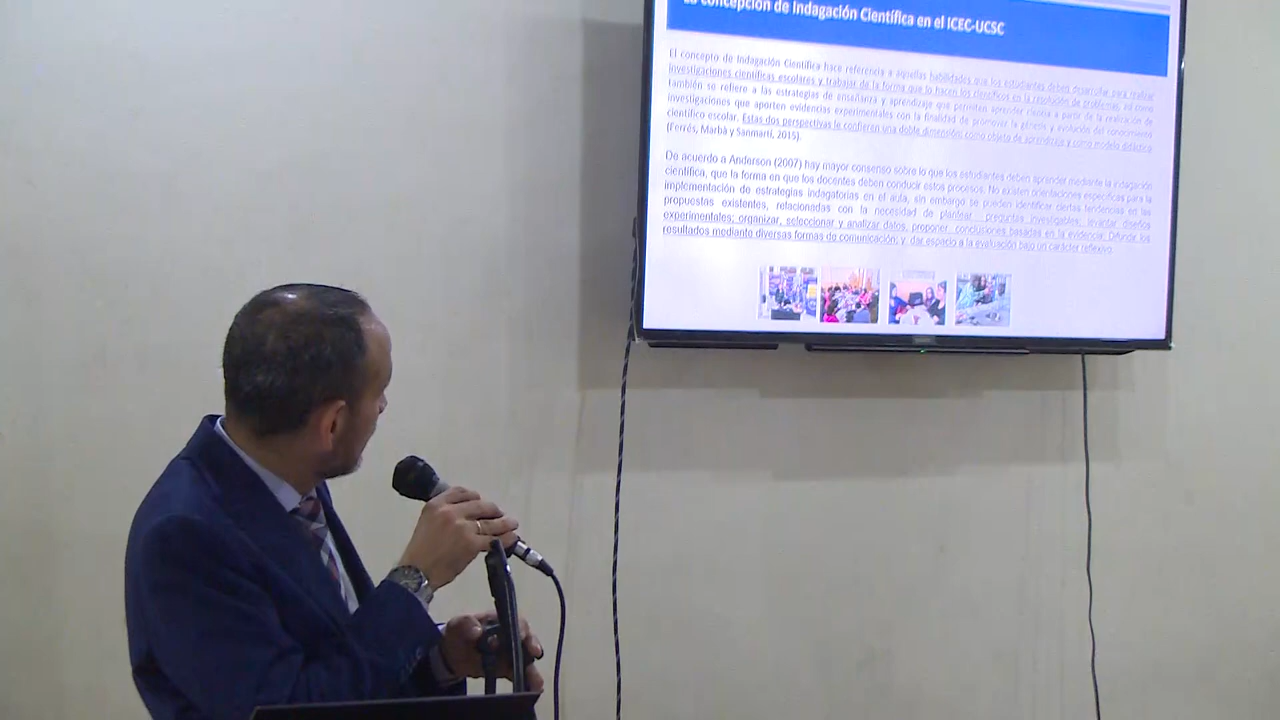 La concepción de Indagación Científica en el ICEC-UCSC
El concepto de Indagación Científica hace referencia a aquellas habilidades que los estudiantes deben desarrollar para realizar
investigaciones científicas escolares y trabajar de la forma que lo hacen los científicos en la resolución de problemas, así como
también se refiere a las estrategias de enseñanza y aprendizaje que permiten aprender ciencia a partir de la realización de
investigaciones que aporten evidencias experimentales con la finalidad de promover la génesis y evolución del conocimiento
científico escolar. Estas dos perspectivas le confieren una doble dimensión: como objeto de aprendizaje y como modelo didáctico
(Ferrés, Marbà y Sanmartí, 2015).
De acuerdo a Anderson (2007) hay mayor consenso sobre lo que los estudiantes deben aprender mediante la indagación
científica, que la forma en que los docentes deben conducir estos procesos. No existen orientaciones específicas para la
implementación de estrategias indagatorias en el aula, sin embargo se pueden identificar ciertas tendencias en las
propuestas existentes, relacionadas con la necesidad de plantear preguntas investigables; levantar diseños
experimentales; organizar, seleccionar y analizar datos, proponer conclusiones basadas en la evidencia; Difundir los
resultados mediante diversas formas de comunicación; y, dar espacio a la evaluación bajo un carácter reflexivo.